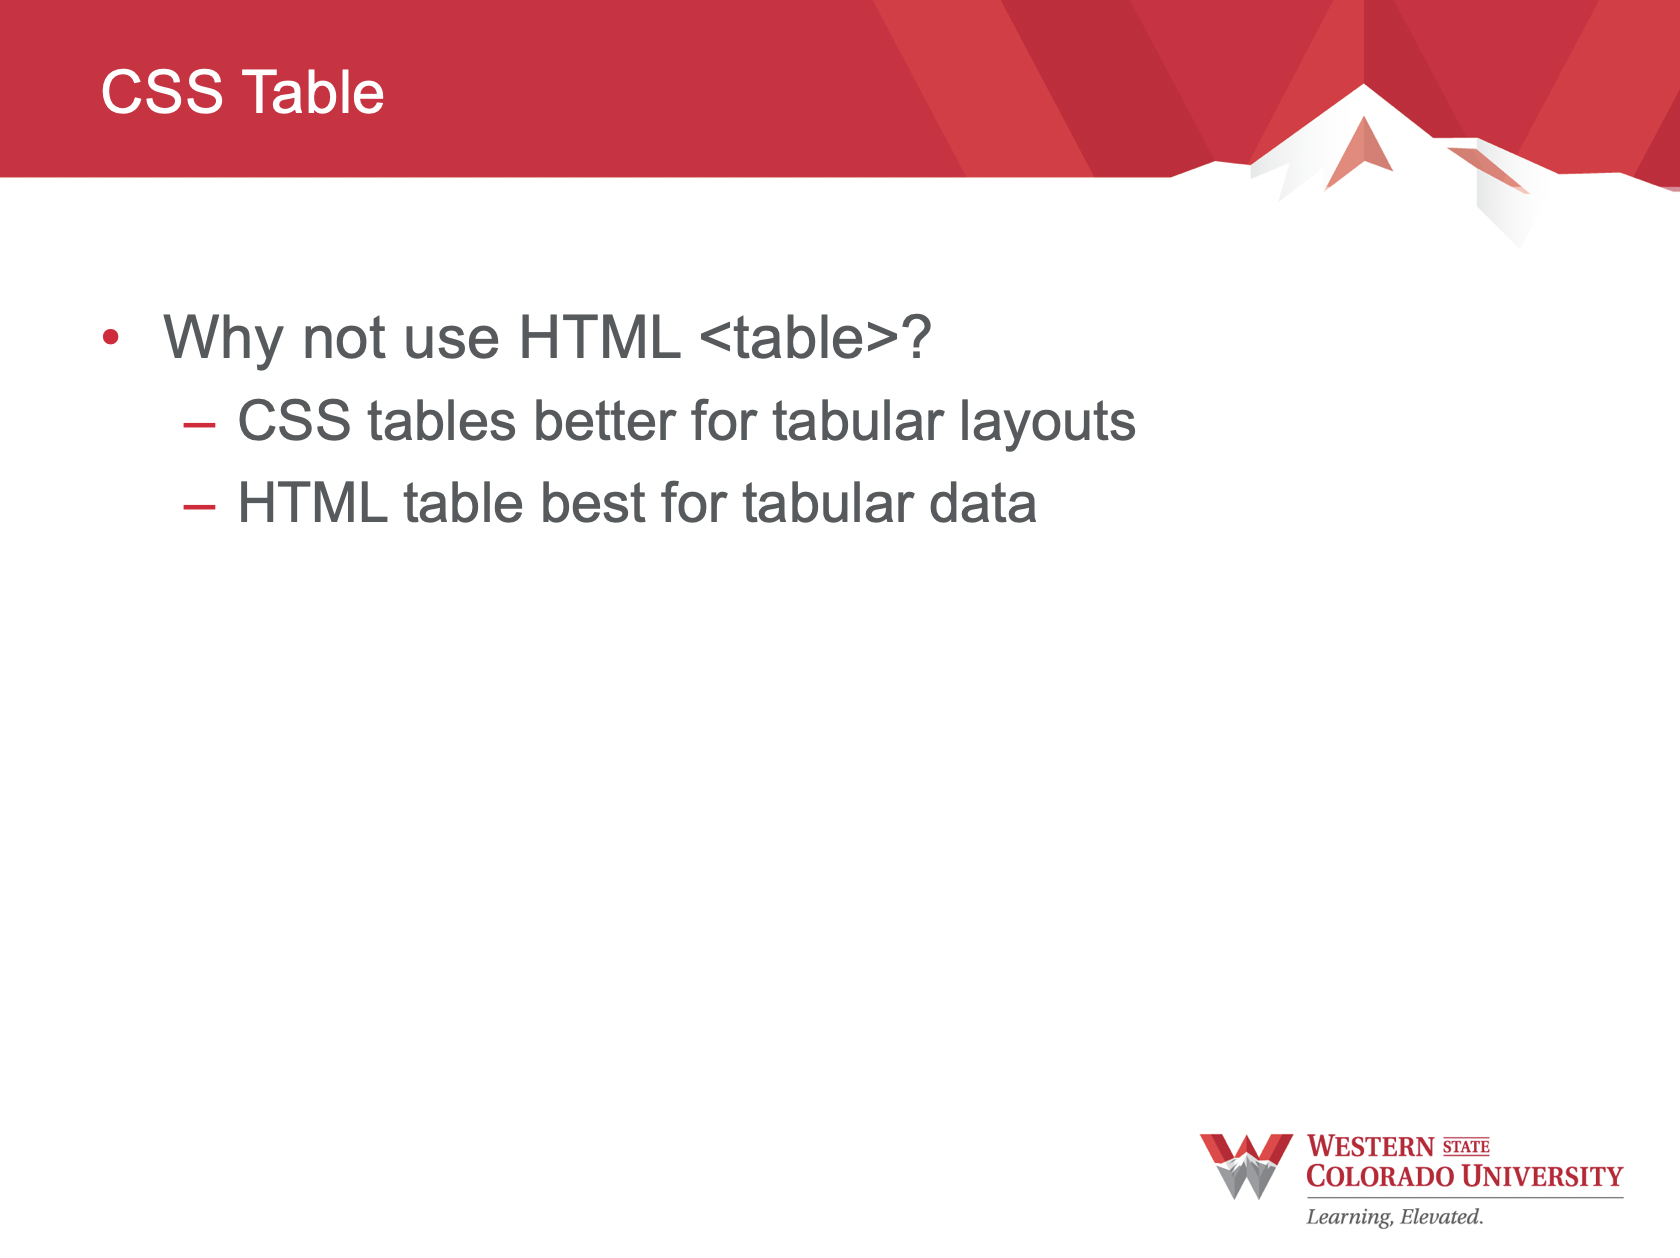 CSS Table
• Why not use HTML <table>?
– CSS tables better for tabular layouts
– HTML table best for tabular data
WESTERN STATE
COLORADO UNIVERSITY
Learning, Elevated.